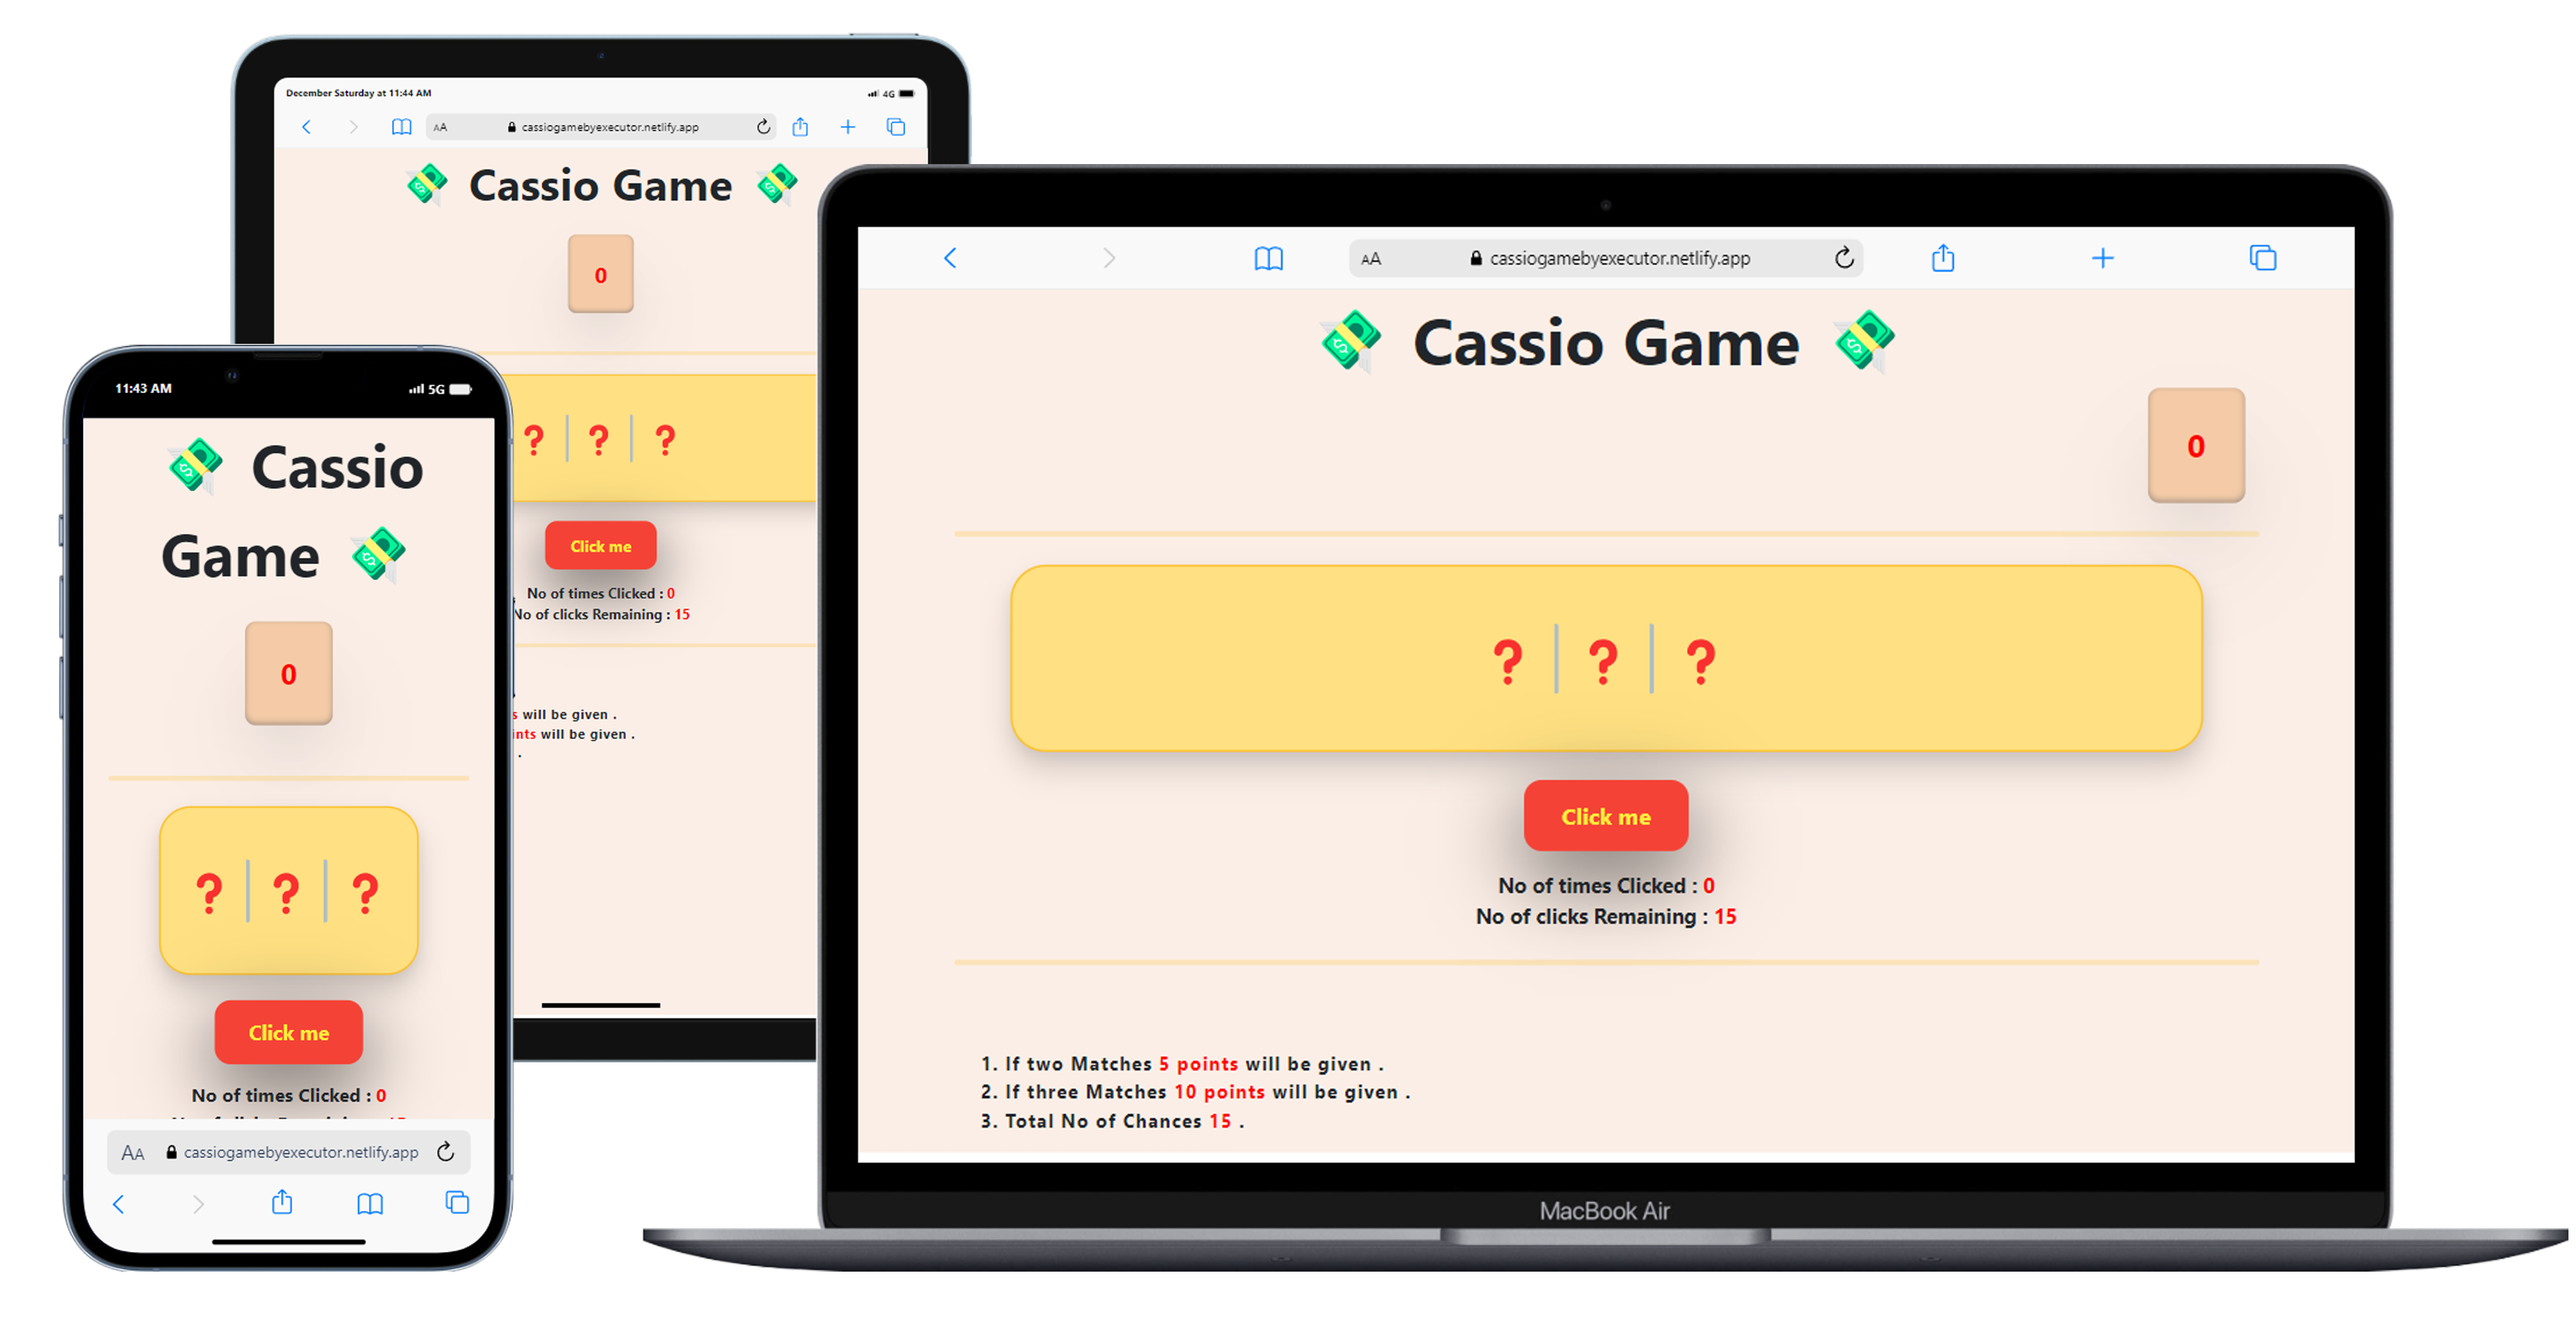 December Saturday at 11:44 AM
4G
AA
cassiogamebyexecutor.netlify.app
Cassio Game
0
? | ? | ?
Click me
No of times Clicked : 0
No of clicks Remaining : 15
will be given .
will be given .
.
11:43 AM
5G
Cassio
Game
0
? | ? | ?
Click me
No of times Clicked : 0
AA
cassiogamebyexecutor.netlify.app
AA
cassiogamebyexecutor.netlify.app
Cassio Game
0
? | ? | ?
Click me
No of times Clicked : 0
No of clicks Remaining : 15
1. If two Matches 5 points will be given .
2. If three Matches 10 points will be given .
3. Total No of Chances 15 .
MacBook Air